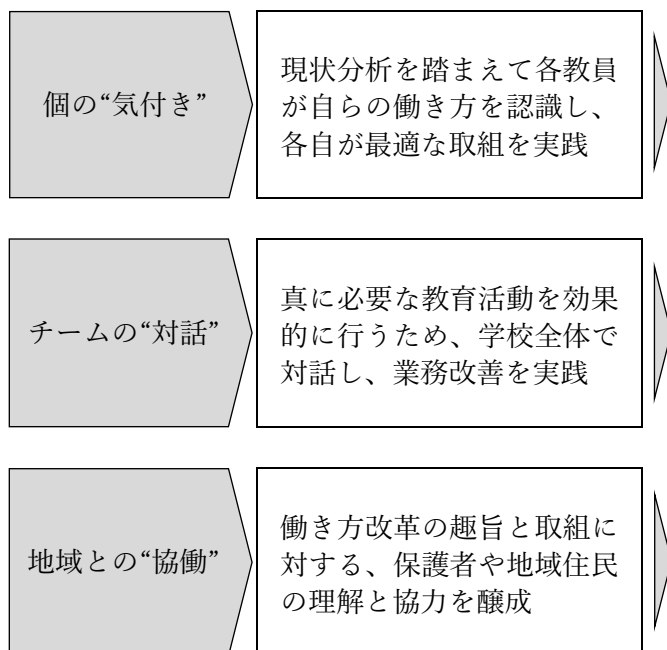 個の“気付き”
現状分析を踏まえて各教員
が自らの働き方を認識し、
各自が最適な取組を実践
チームの“対話”
真に必要な教育活動を効果
的に行うため、学校全体で
対話し、業務改善を実践
地域との“協働”
働き方改革の趣旨と取組に
対する、保護者や地域住民
の理解と協力を醸成